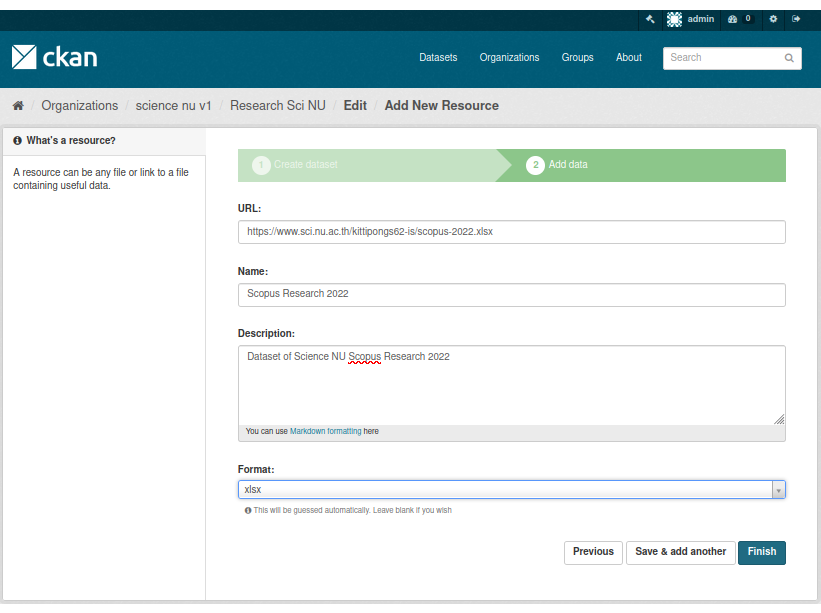 admin 0
ckan Datasets Organizations Groups About Search
/ Organizations / science nu v1 / Research Sci NU / Edit / Add New Resource
What's a resource?
A resource can be any file or link to a file
containing useful data.
1 Create dataset 2 Add data
URL:
https://www.sci.nu.ac.th/kittipongs62-is/scopus-2022.xlsx
Name:
Scopus Research 2022
Description:
Dataset of Science NU Scopus Research 2022
You can use Markdown formatting here
Format:
xlsx
This will be guessed automatically. Leave blank if you wish
Previous Save & add another Finish